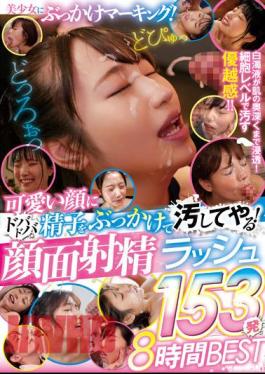 美少女にぶっかけマーキング!
どぴゅっ
どっろぉっ
白濁液が肌の奥深くまで浸透!
細胞レベルで汚す
優越感!!
可愛い顔に
ドバドバ精子をぶっかけて汚してやる!
顔面射精ラッシュ
153発
8時間BEST